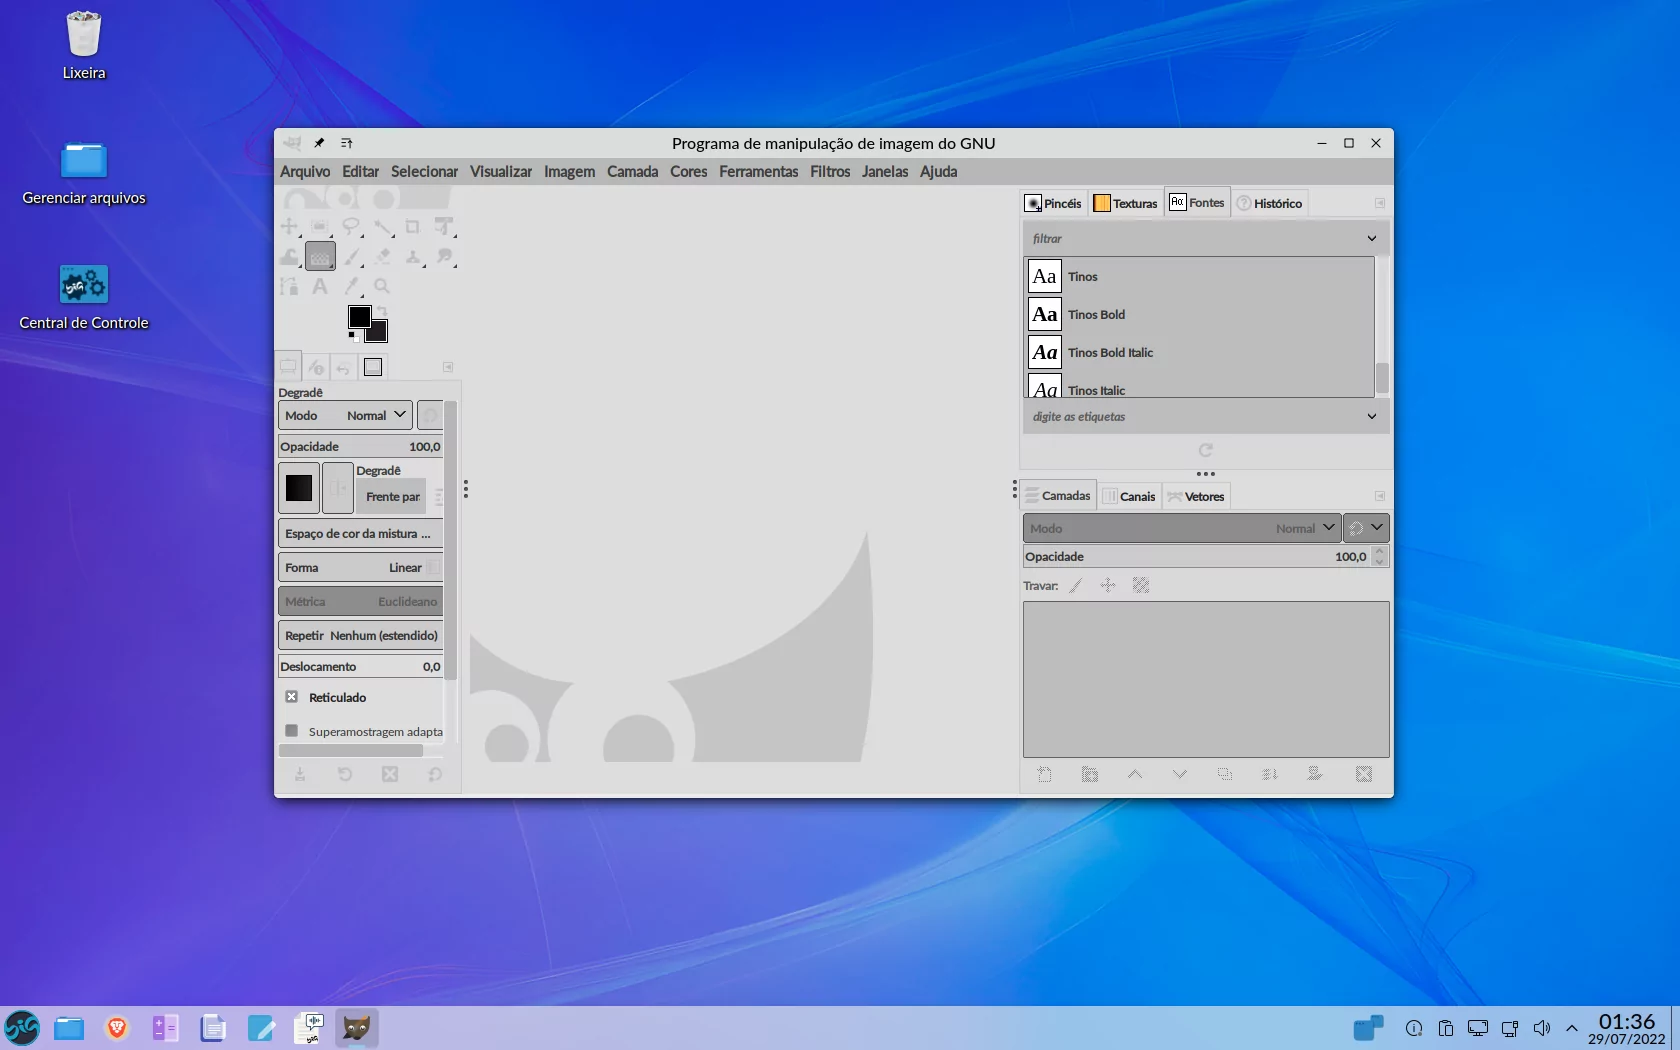 Lixeira
Gerenciar arquivos
Central de Controle
Programa de manipulação de imagem do GNU
Arquivo Editar Selecionar Visualizar Imagem Camada Cores Ferramentas Filtros Janelas Ajuda
Degradê
Modo Normal
Opacidade 100,0
Degradê
Frente par
Espaço de cor da mistura ...
Forma Linear
Métrica Euclideano
Repetir Nenhum (estendido)
Deslocamento 0,0
Reticulado
Superamostragem adapta
Pincéis Texturas Fontes Histórico
filtrar
Aa Tinos
Aa Tinos Bold
Aa Tinos Bold Italic
Aa Tinos Italic
digite as etiquetas
Camadas Canais Vetores
Modo Normal
Opacidade 100,0
Travar:
01:36
29/07/2022